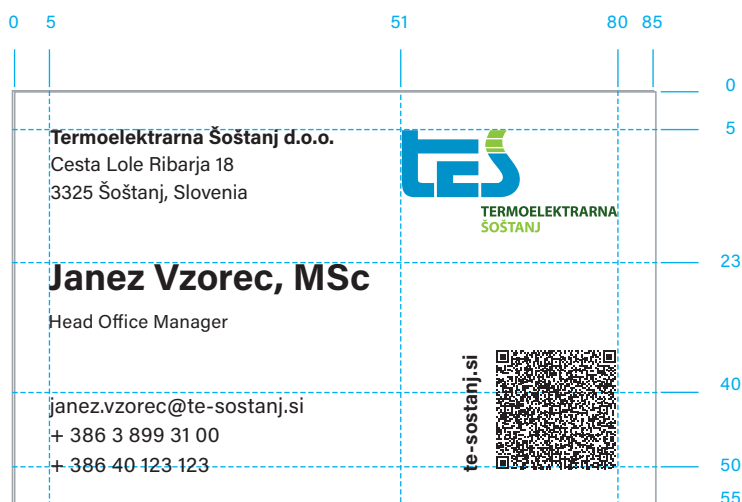 0 5 51 80 85
0
5
Termoelektrarna Šoštanj d.o.o.
Cesta Lole Ribarja 18
3325 Šoštanj, Slovenia
tEŠ
TERMOELEKTRARNA
ŠOŠTANJ
23
Janez Vzorec, MSc
Head Office Manager
te-sostanj.si
40
janez.vzorec@te-sostanj.si
+ 386 3 899 31 00
+ 386 40 123 123
50
55